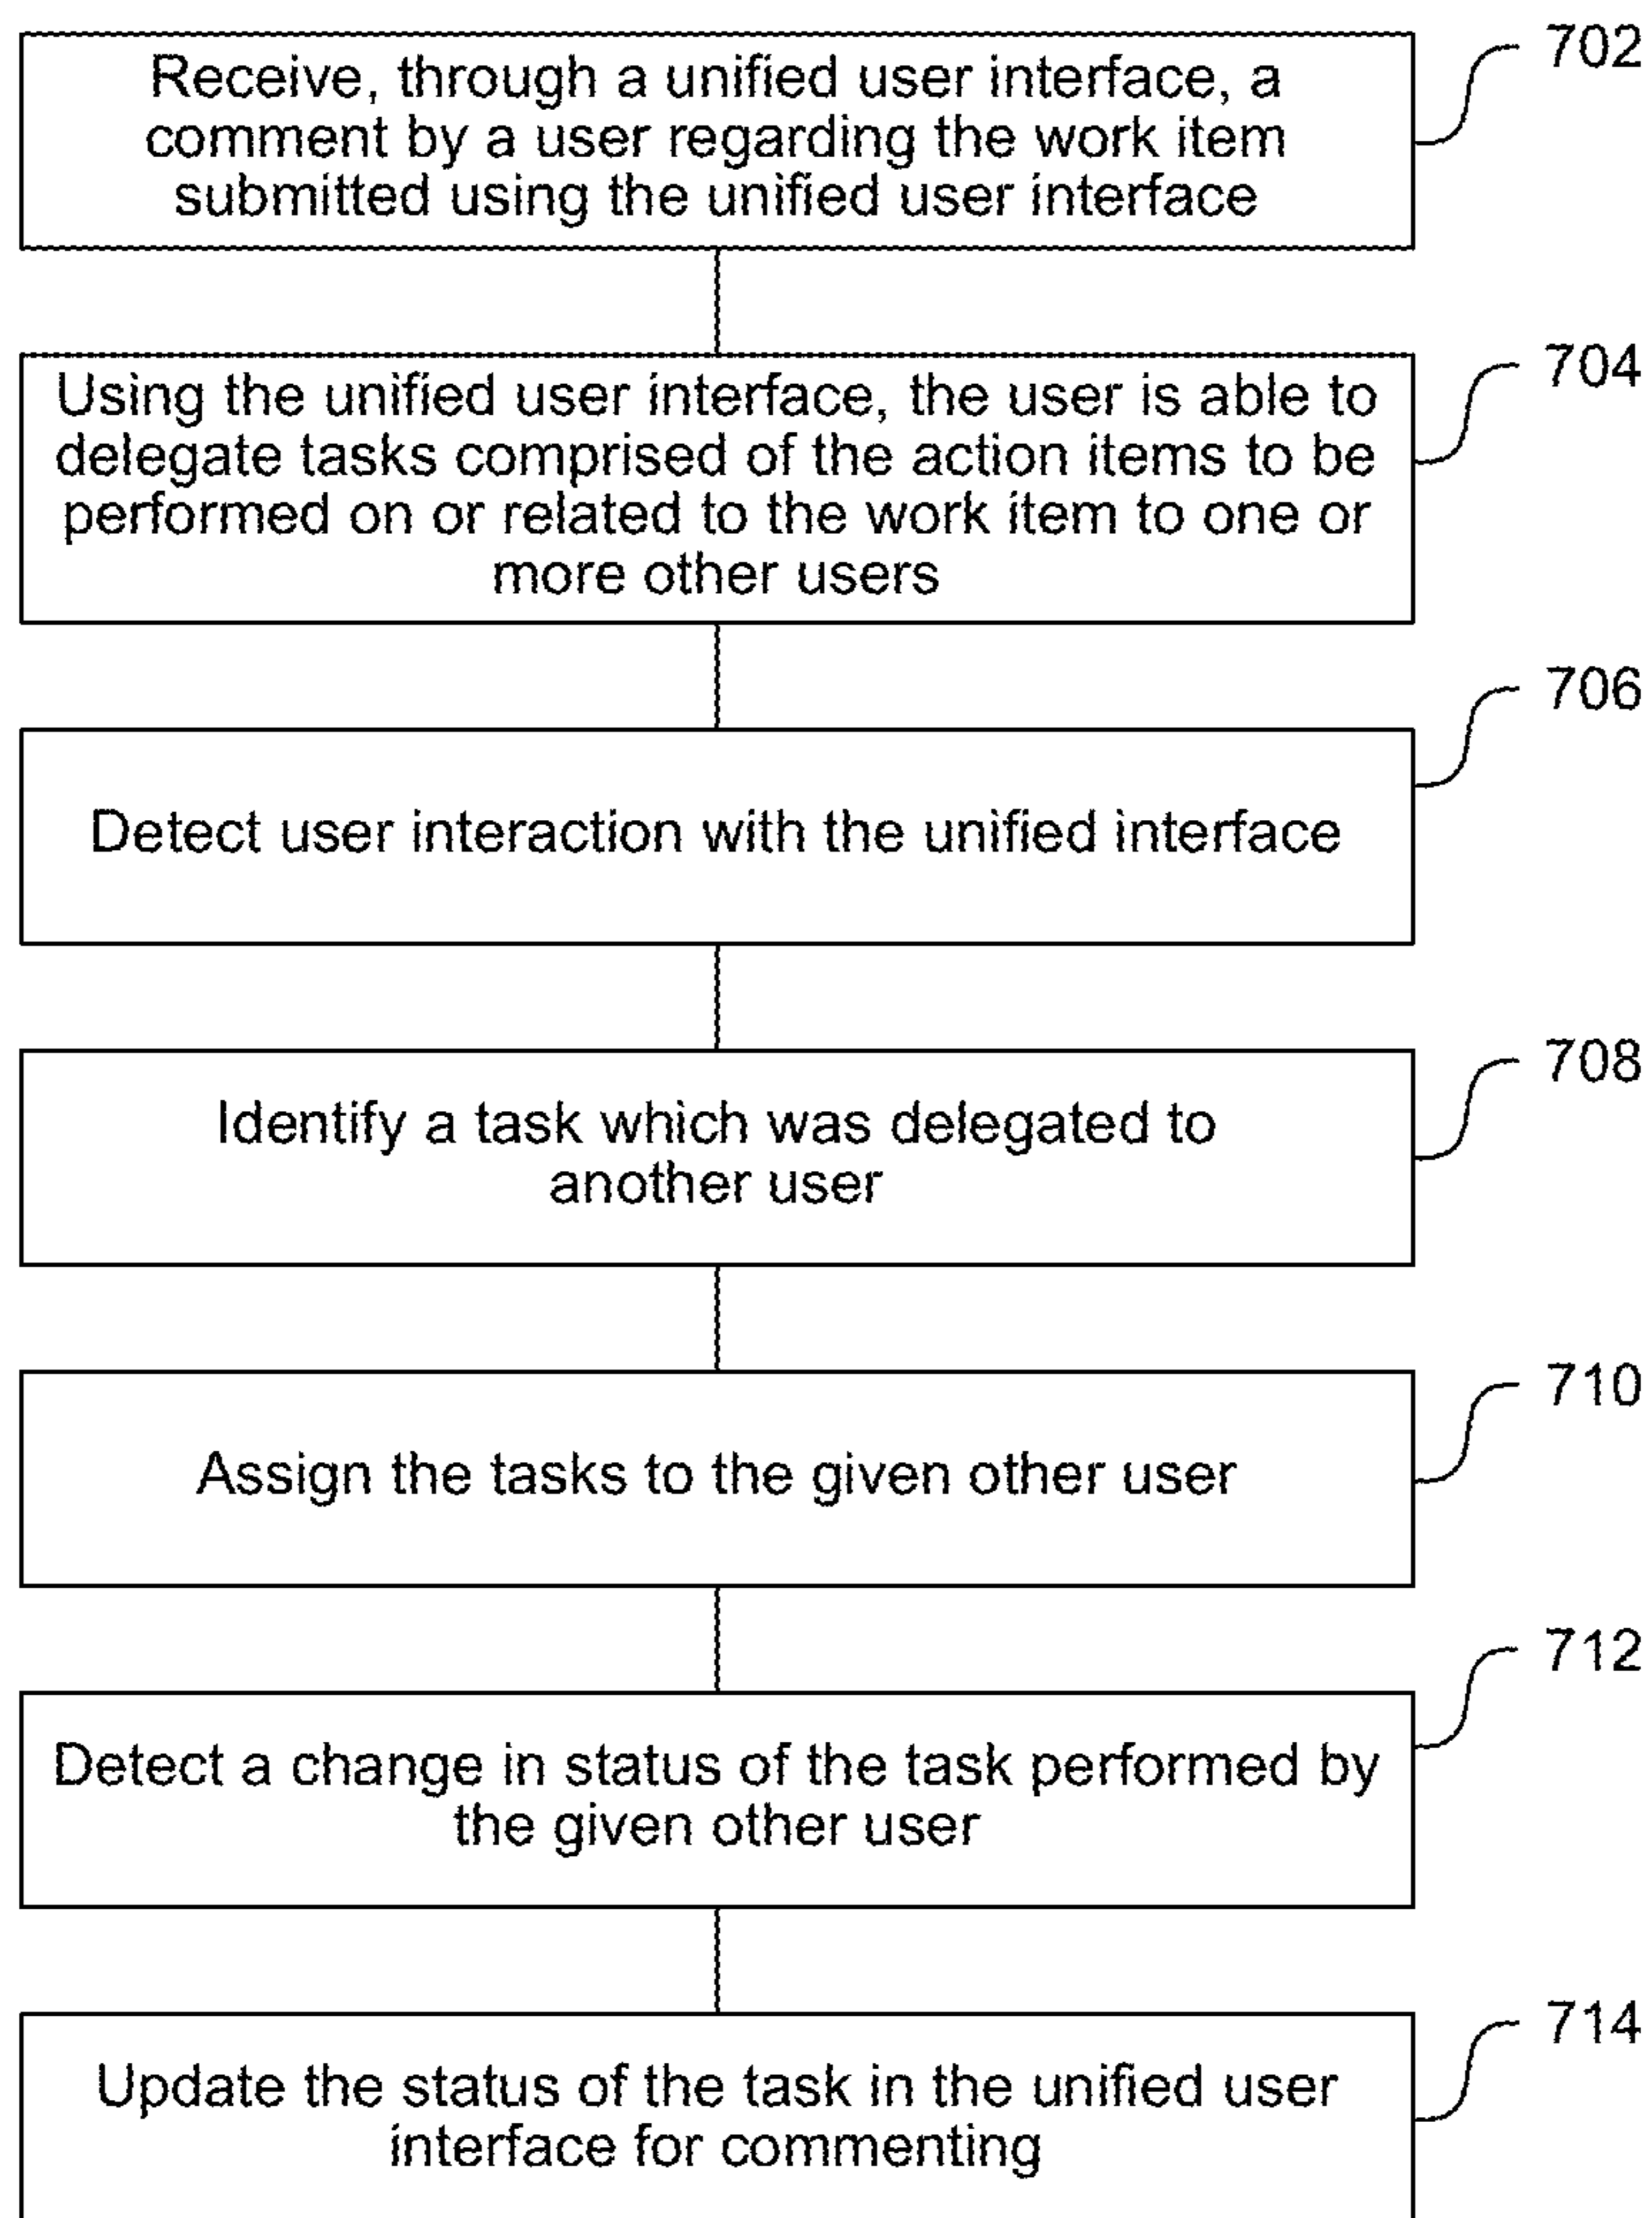 Receive, through a unified user interface, a
comment by a user regarding the work item
submitted using the unified user interface
702
Using the unified user interface, the user is able to
delegate tasks comprised of the action items to be
performed on or related to the work item to one or
more other users
704
Detect user interaction with the unified interface
706
Identify a task which was delegated to
another user
708
Assign the tasks to the given other user
710
Detect a change in status of the task performed by
the given other user
712
Update the status of the task in the unified user
interface for commenting
714